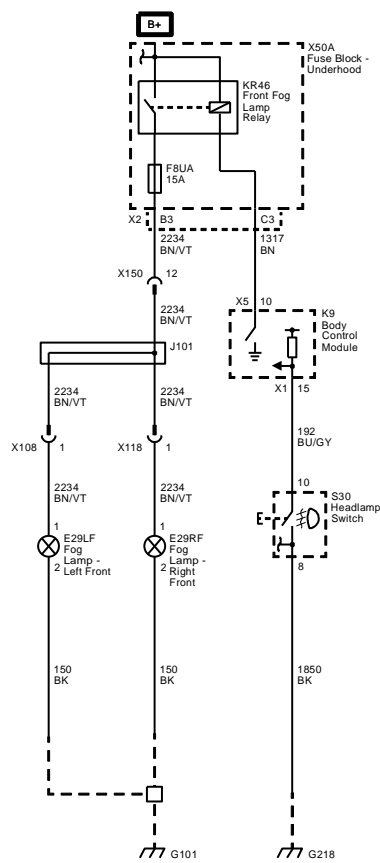 B+
X50A
Fuse Block -
Underhood
KR46
Front Fog
Lamp
Relay
F8UA
15A
X2 B3 C3
2234
BN/VT
1317
BN
X150 12
2234
BN/VT
X5 10
K9
Body
Control
Module
J101
X1 15
2234
BN/VT
2234
BN/VT
192
BU/GY
X108 1
X118 1
2234
BN/VT
2234
BN/VT
10
S30
Headlamp
Switch
E
8
1
E29LF
Fog
Lamp -
Left Front
2
1
E29RF
Fog
Lamp -
Right
Front
2
150
BK
150
BK
1850
BK
G101
G218